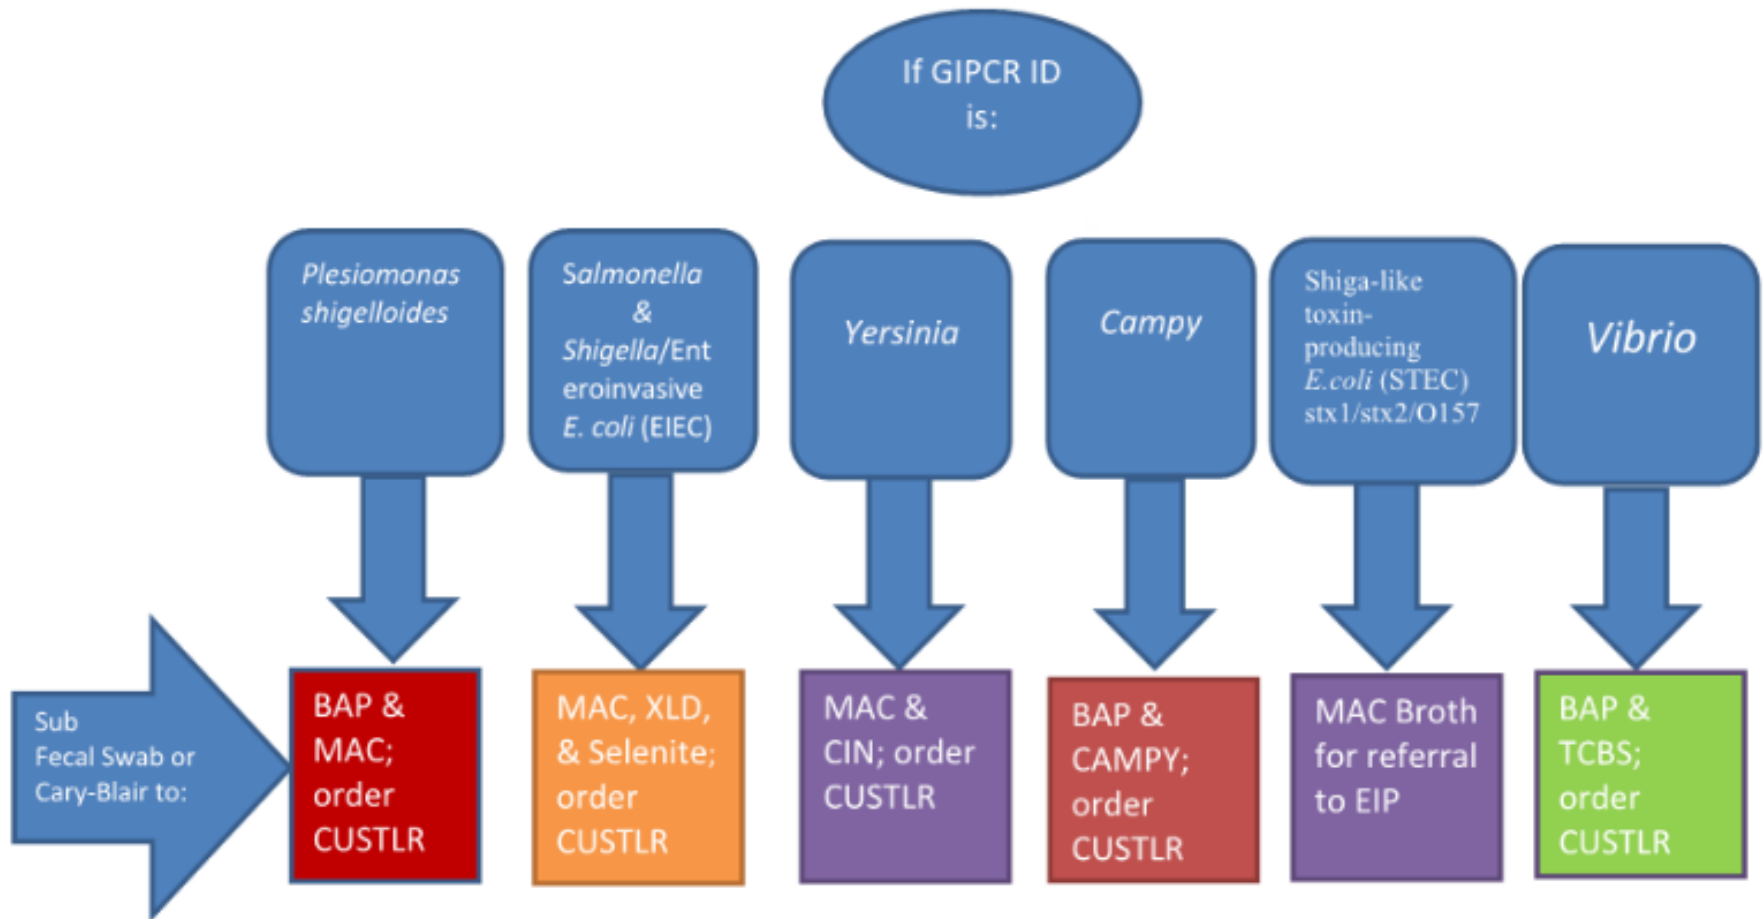 If GIPCR ID
is:
Plesiomonas
shigelloides
Salmonella
&
Shigella/Ent
eroinvasive
E. coli (EIEC)
Yersinia
Campy
Shiga-like
toxin-
producing
E.coli (STEC)
stx1/stx2/O157
Vibrio
Sub
Fecal Swab or
Cary-Blair to:
BAP &
MAC;
order
CUSTLR
MAC, XLD,
& Selenite;
order
CUSTLR
MAC &
CIN; order
CUSTLR
BAP &
CAMPY;
order
CUSTLR
MAC Broth
for referral
to EIP
BAP &
TCBS;
order
CUSTLR